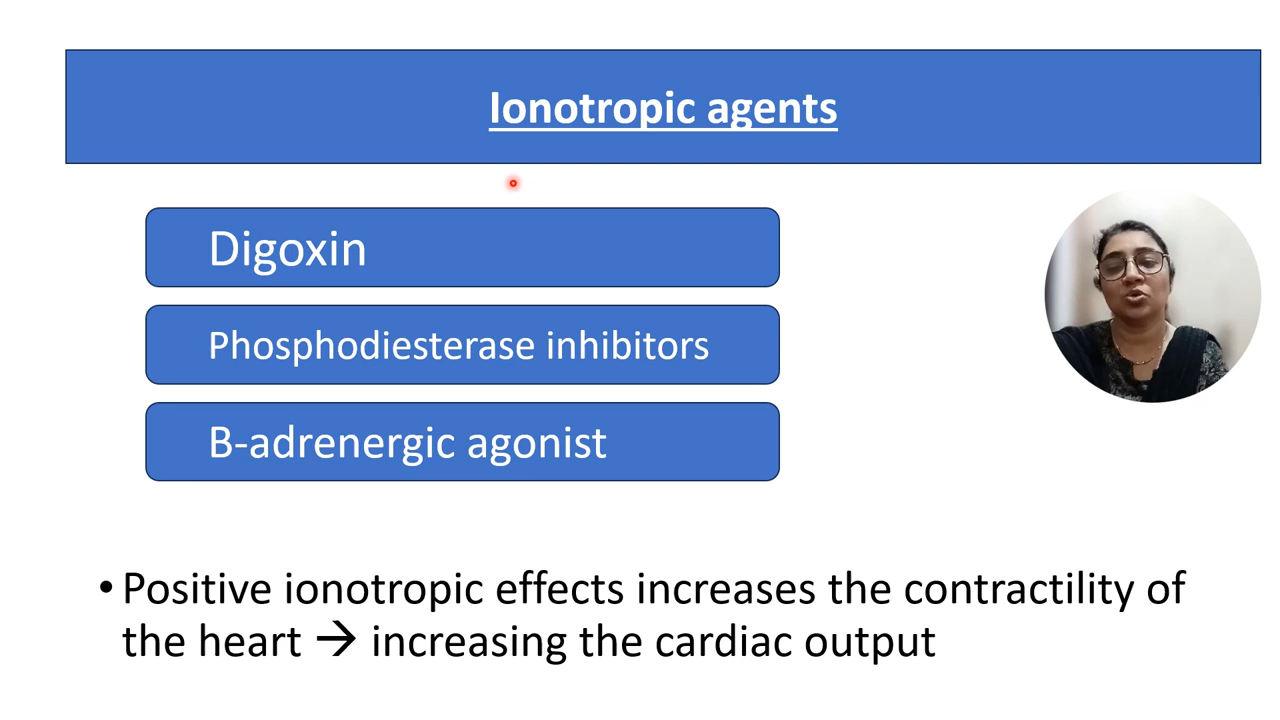 Ionotropic agents
Digoxin
Phosphodiesterase inhibitors
B-adrenergic agonist
• Positive ionotropic effects increases the contractility of
the heart → increasing the cardiac output